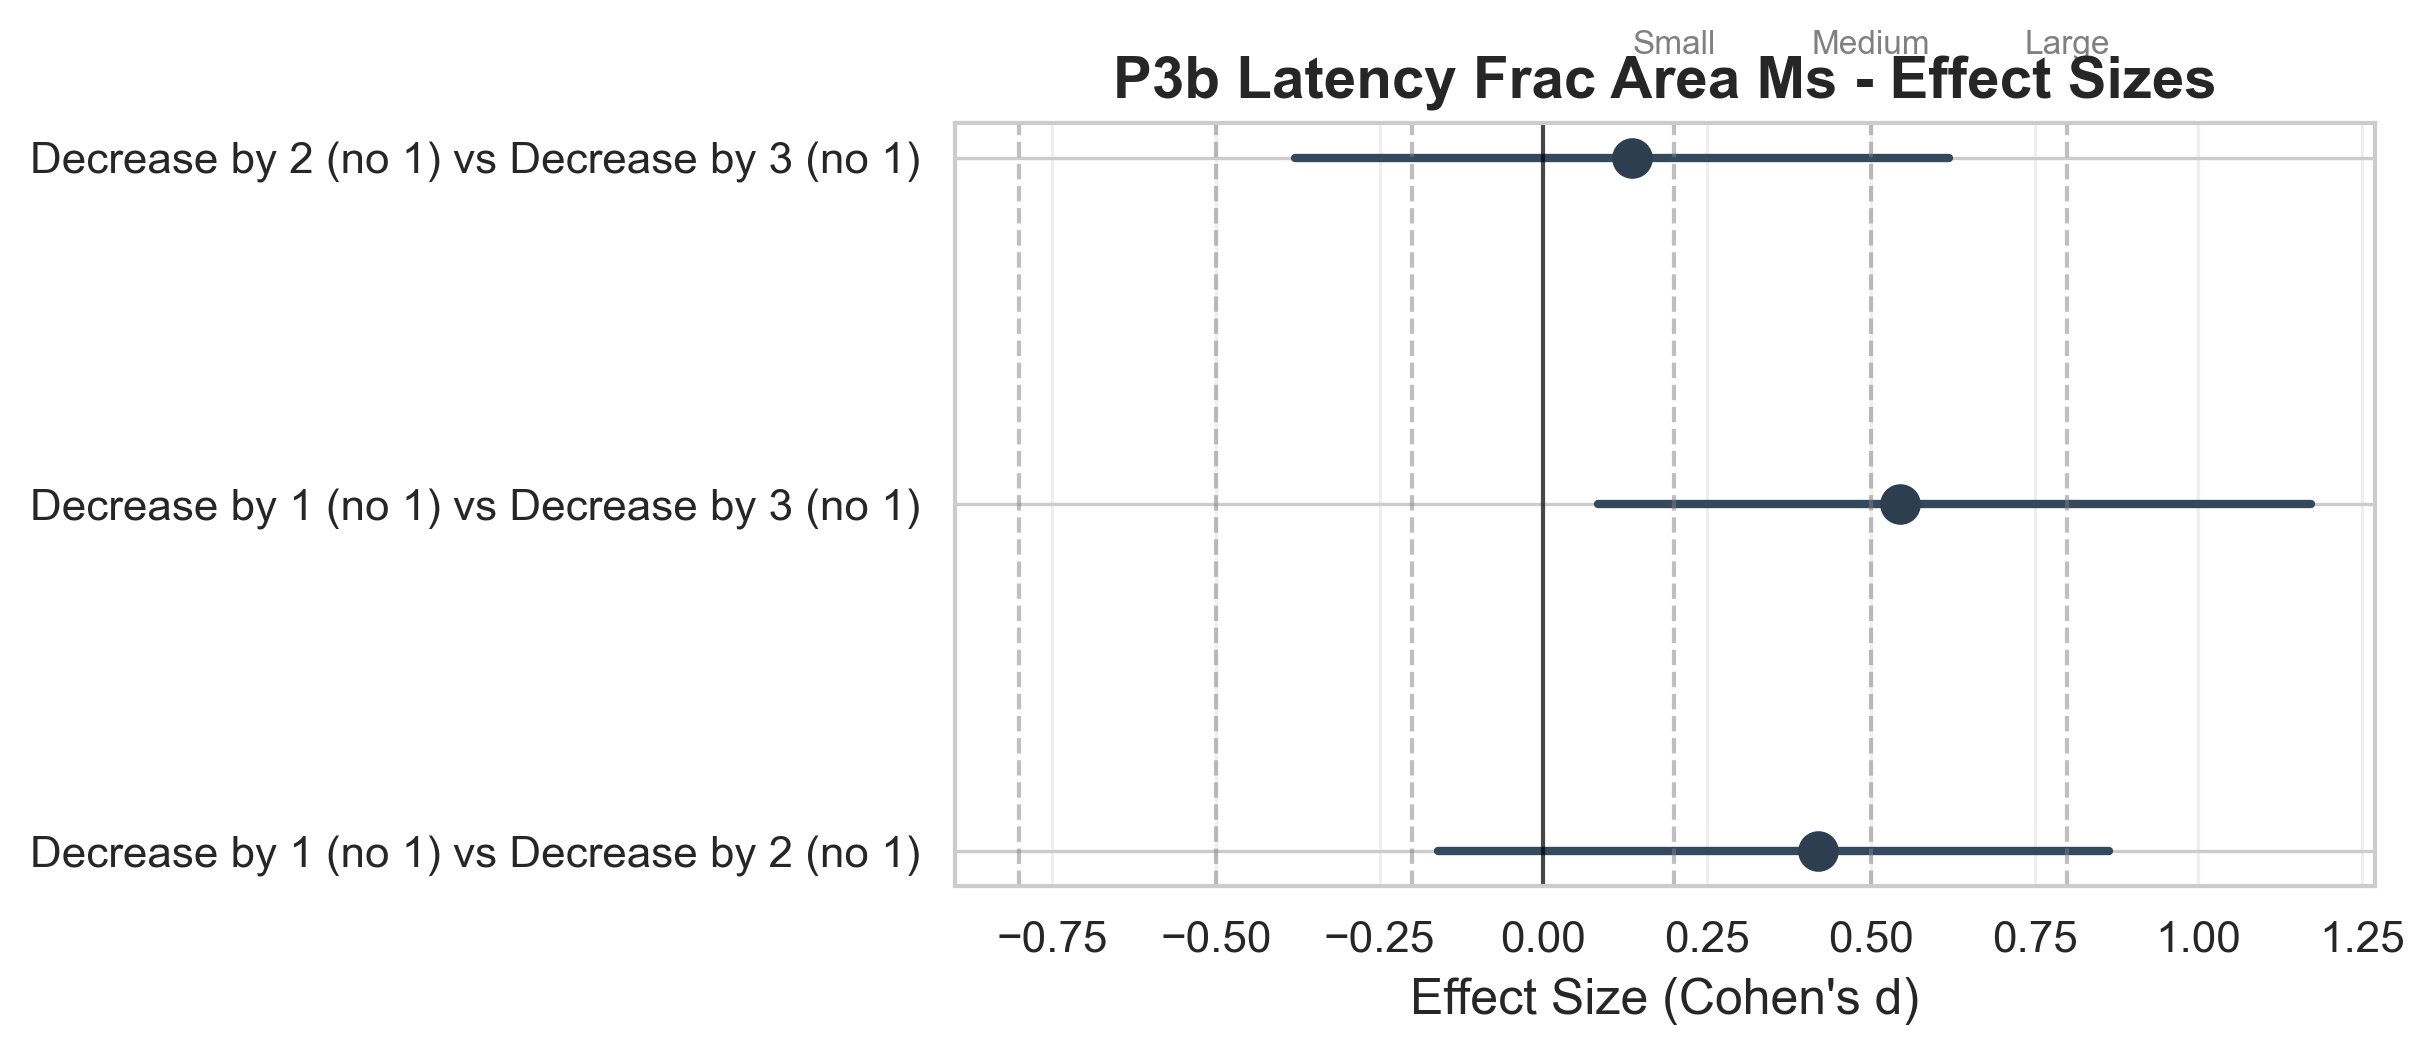 Small Medium Large
P3b Latency Frac Area Ms - Effect Sizes
Decrease by 2 (no 1) vs Decrease by 3 (no 1)
Decrease by 1 (no 1) vs Decrease by 3 (no 1)
Decrease by 1 (no 1) vs Decrease by 2 (no 1)
−0.75 −0.50 −0.25 0.00 0.25 0.50 0.75 1.00 1.25
Effect Size (Cohen's d)